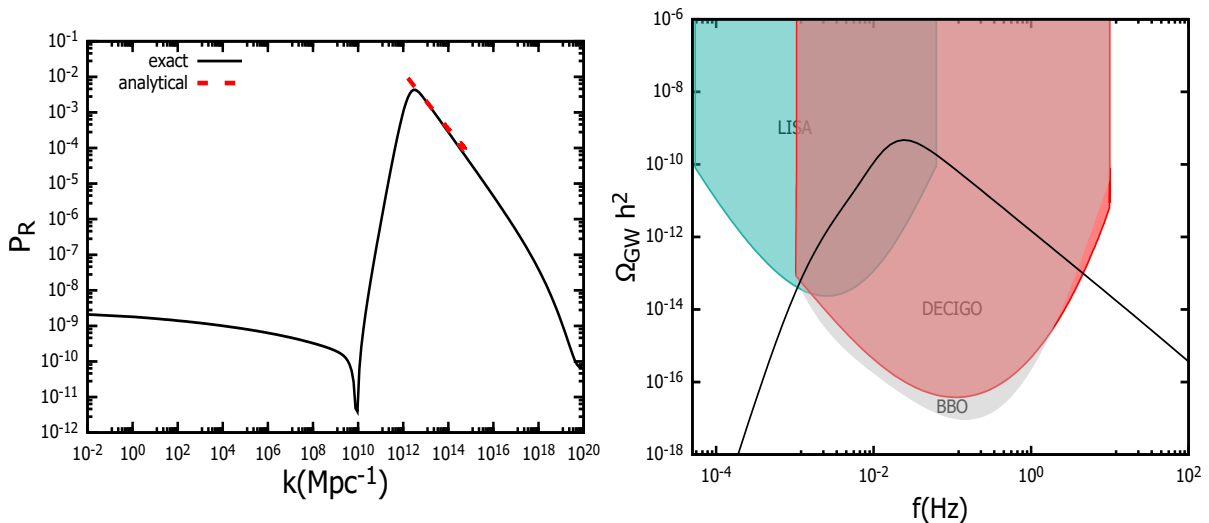 10^-1
10^-2
10^-3
10^-4
10^-5
10^-6
10^-7
10^-8
10^-9
10^-10
10^-11
10^-12
P_R
exact
analytical
10^-2 10^0 10^2 10^4 10^6 10^8 10^10 10^12 10^14 10^16 10^18 10^20
k(Mpc^-1)
10^-6
10^-8
10^-10
10^-12
10^-14
10^-16
10^-18
Ω_GW h^2
LISA
DECIGO
BBO
10^-4 10^-2 10^0 10^2
f(Hz)